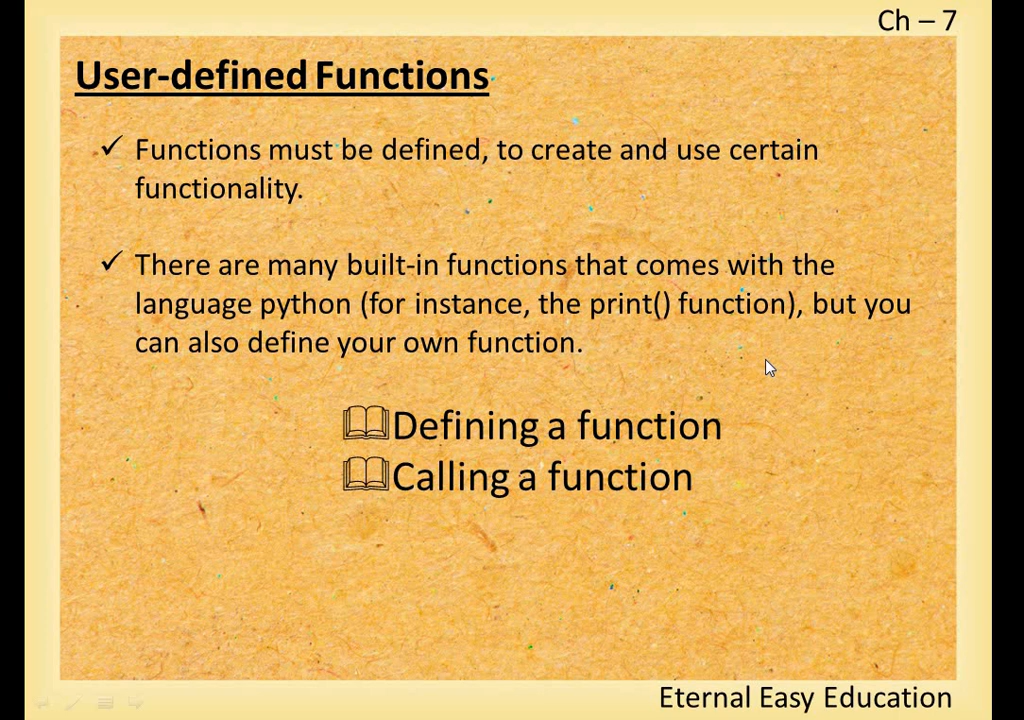 Ch – 7
User-defined Functions
✓ Functions must be defined, to create and use certain
functionality.
✓ There are many built-in functions that comes with the
language python (for instance, the print() function), but you
can also define your own function.
Defining a function
Calling a function
Eternal Easy Education